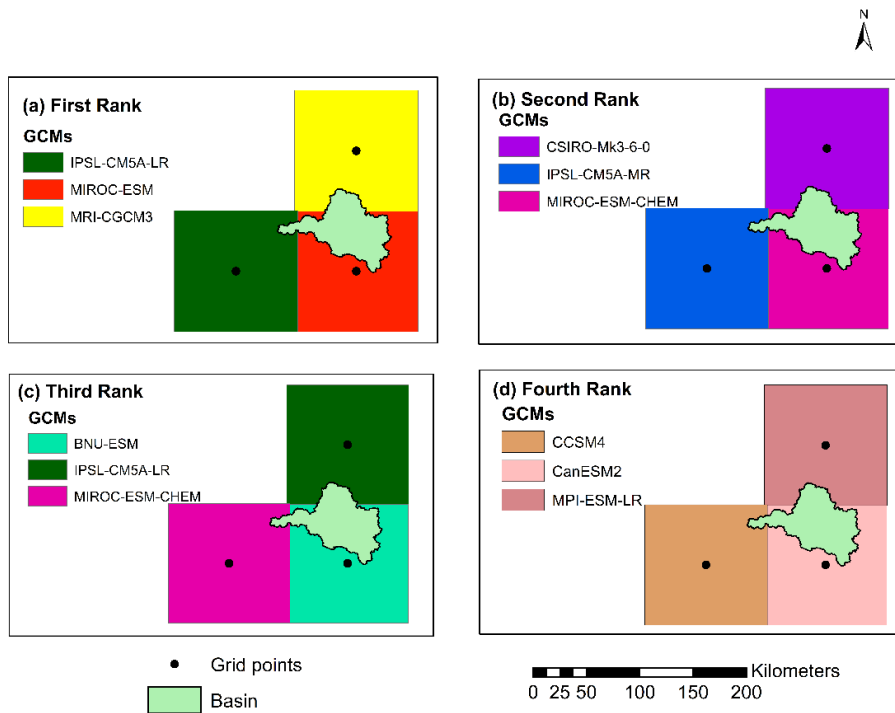 N
(a) First Rank
GCMs
IPSL-CM5A-LR
MIROC-ESM
MRI-CGCM3
(b) Second Rank
GCMs
CSIRO-Mk3-6-0
IPSL-CM5A-MR
MIROC-ESM-CHEM
(c) Third Rank
GCMs
BNU-ESM
IPSL-CM5A-LR
MIROC-ESM-CHEM
(d) Fourth Rank
GCMs
CCSM4
CanESM2
MPI-ESM-LR
Grid points
Basin
Kilometers
0 25 50 100 150 200